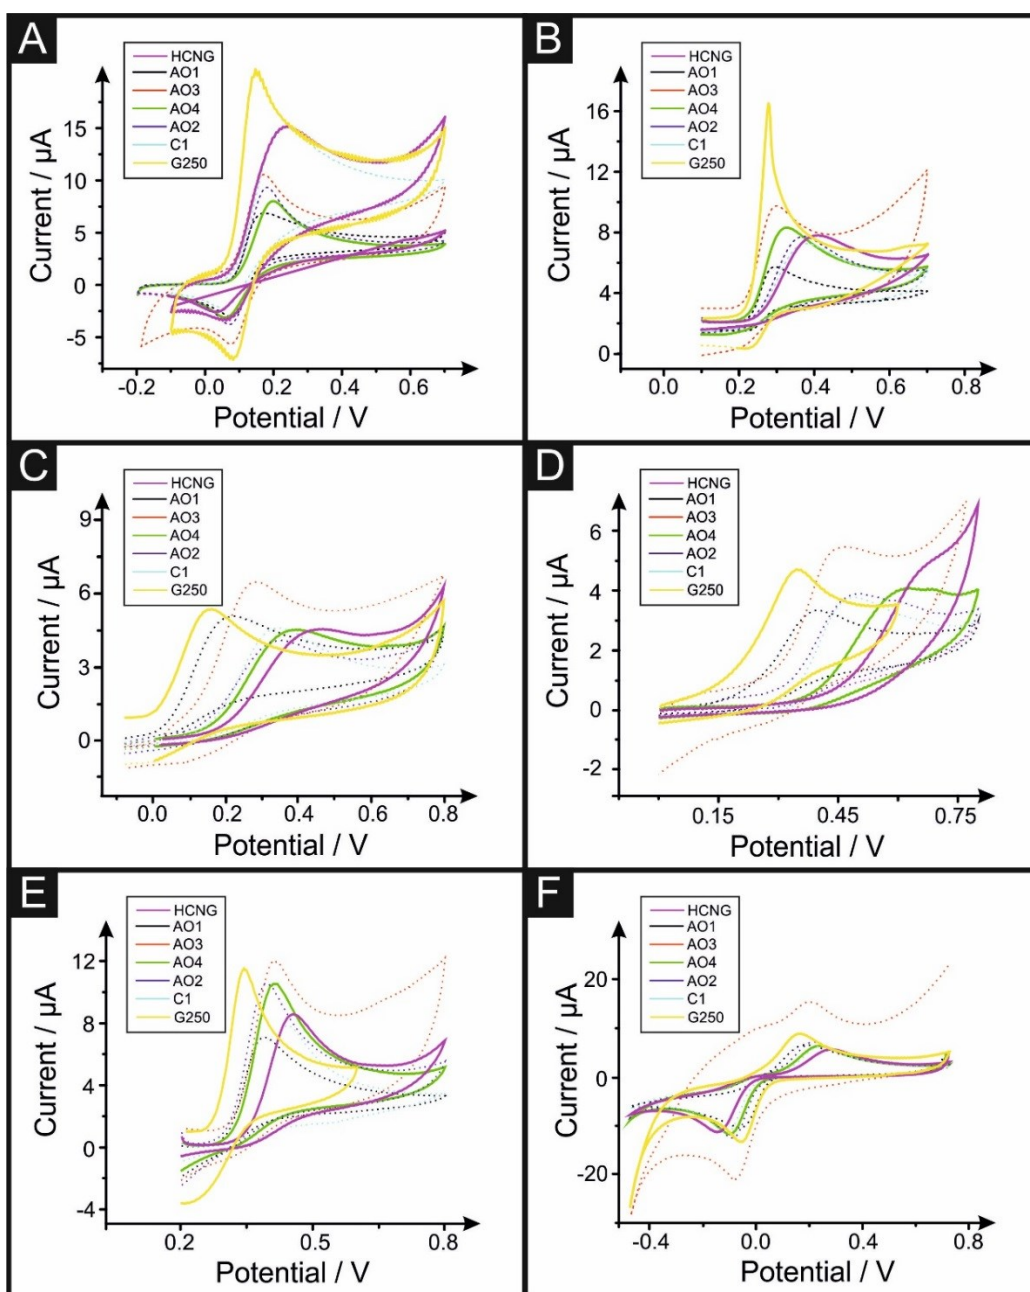 A
HCNG
AO1
AO3
AO4
AO2
C1
G250
Current / µA
15
10
5
0
-5
-0.2
0.0
0.2
0.4
0.6
Potential / V
B
HCNG
AO1
AO3
AO4
AO2
C1
G250
Current / µA
16
12
8
4
0
0.0
0.2
0.4
0.6
0.8
Potential / V
C
HCNG
AO1
AO3
AO4
AO2
C1
G250
Current / µA
9
6
3
0
0.0
0.2
0.4
0.6
0.8
Potential / V
D
HCNG
AO1
AO3
AO4
AO2
C1
G250
Current / µA
6
4
2
0
-2
0.15
0.45
0.75
Potential / V
E
HCNG
AO1
AO3
AO4
AO2
C1
G250
Current / µA
12
8
4
0
-4
0.2
0.5
0.8
Potential / V
F
HCNG
AO1
AO3
AO4
AO2
C1
G250
Current / µA
20
0
-20
-0.4
0.0
0.4
0.8
Potential / V